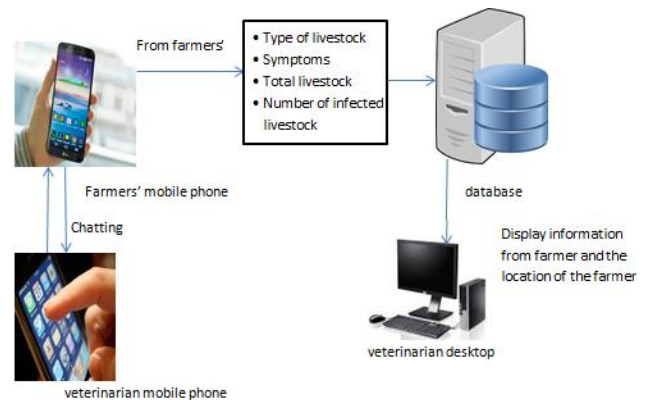 From farmers'
• Type of livestock
• Symptoms
• Total livestock
• Number of infected
livestock
Farmers' mobile phone
Chatting
database
Display information
from farmer and the
location of the farmer
veterinarian desktop
veterinarian mobile phone